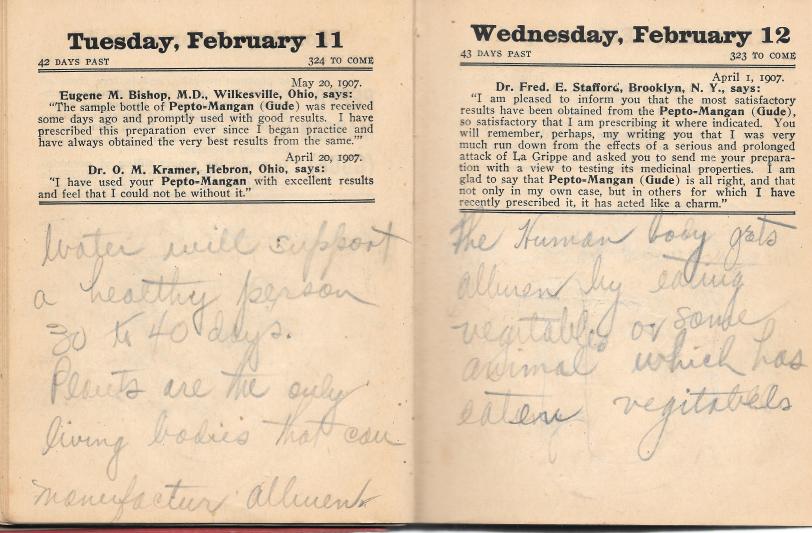 Tuesday, February 11
42 DAYS PAST 324 TO COME
May 20, 1907.
Eugene M. Bishop, M.D., Wilkesville, Ohio, says:
"The sample bottle of Pepto-Mangan (Gude) was received
some days ago and promptly used with good results. I have
prescribed this preparation ever since I began practice and
have always obtained the very best results from the same.'"
April 20, 1907.
Dr. O. M. Kramer, Hebron, Ohio, says:
"I have used your Pepto-Mangan with excellent results
and feel that I could not be without it."
Water will support
a healthy person
30 to 40 days.
Plants are the only
living bodies that can
manufactur albumen
Wednesday, February 12
43 DAYS PAST 323 TO COME
April 1, 1907.
Dr. Fred. E. Stafford, Brooklyn, N. Y., says:
"I am pleased to inform you that the most satisfactory
results have been obtained from the Pepto-Mangan (Gude),
so satisfactory that I am prescribing it where indicated. You
will remember, perhaps, my writing you that I was very
much run down from the effects of a serious and prolonged
attack of La Grippe and asked you to send me your prepara-
tion with a view to testing its medicinal properties. I am
glad to say that Pepto-Mangan (Gude) is all right, and that
not only in my own case, but in others for which I have
recently prescribed it, it has acted like a charm."
The Human body gets
albumen by eating
vegitables or some
animal which has
eaten vegitabels